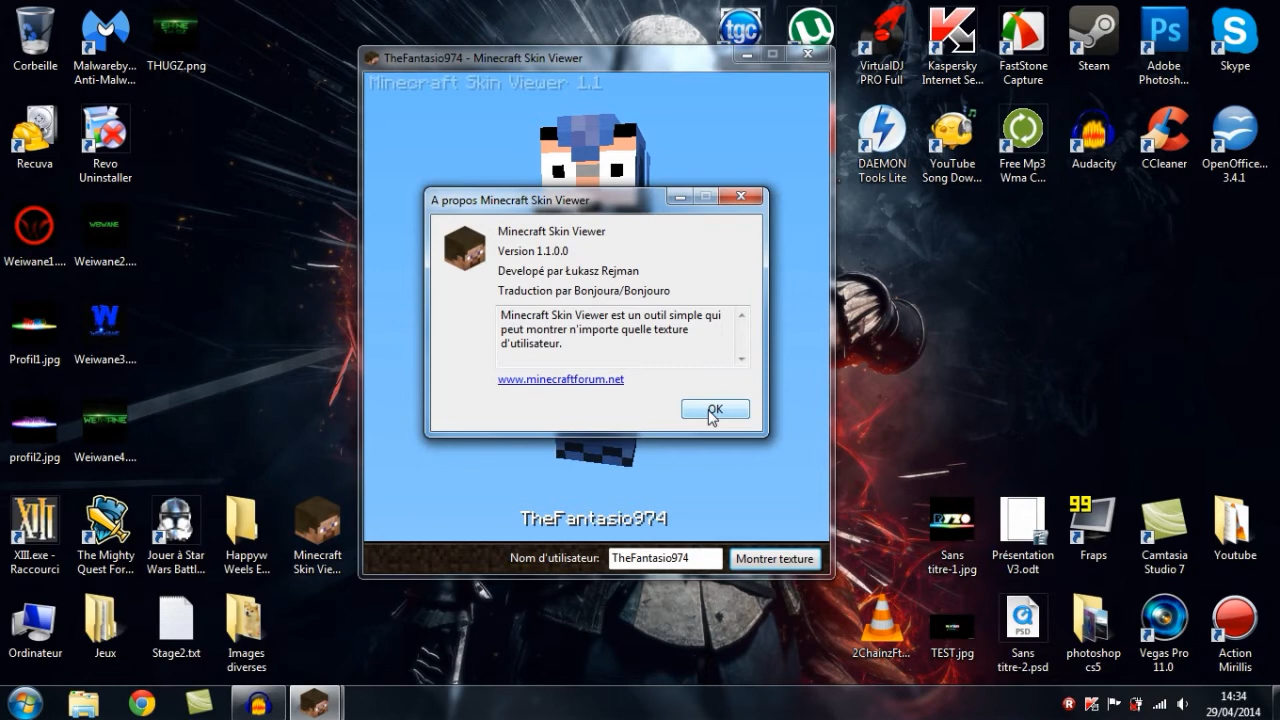 Corbeille
Malwareby... Anti-Malw...
THUGZ.png
Recuva
Revo Uninstaller
Weiwane1....
Weiwane2....
WEIWANE
Profil1.jpg
Weiwane3....
profil2.jpg
Weiwane4....
XIII
XIII.exe - Raccourci
The Mighty Quest For...
Jouer à Star Wars Battl...
Happyw Weels E...
Minecraft Skin Vie...
Ordinateur
Jeux
Stage2.txt
Images diverses
TheFantasio974 - Minecraft Skin Viewer
Minecraft Skin Viewer 1.1
A propos Minecraft Skin Viewer
Minecraft Skin Viewer
Version 1.1.0.0
Developé par Łukasz Rejman
Traduction par Bonjoura/Bonjouro
Minecraft Skin Viewer est un outil simple qui
peut montrer n'importe quelle texture
d'utilisateur.
www.minecraftforum.net
OK
TheFantasio974
Nom d'utilisateur: TheFantasio974 Montrer texture
tgc
VirtualDJ PRO Full
Kaspersky Internet Se...
FastStone Capture
Steam
Ps
Adobe Photosh...
Skype
DAEMON Tools Lite
YouTube Song Dow...
Free Mp3 Wma C...
Audacity
CCleaner
OpenOffice... 3.4.1
Sans titre-1.jpg
Présentation V3.odt
99
Fraps
Camtasia Studio 7
Youtube
2ChainzFt...
TEST.jpg
PSD
Sans titre-2.psd
photoshop cs5
Vegas Pro 11.0
Action Mirillis
14:34
29/04/2014